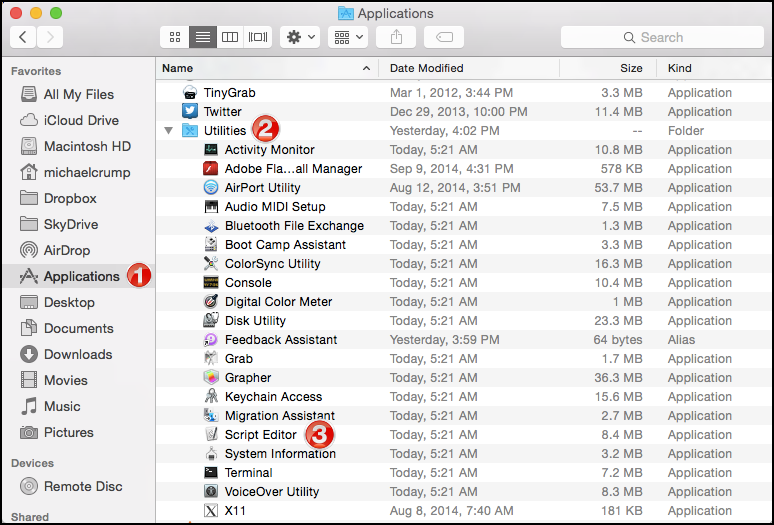 Applications
Search
Favorites
All My Files
iCloud Drive
Macintosh HD
michaelcrump
Dropbox
SkyDrive
AirDrop
Applications 1
Desktop
Documents
Downloads
Movies
Music
Pictures
Devices
Remote Disc
Shared
Name Date Modified Size Kind
TinyGrab Mar 1, 2012, 3:44 PM 3.3 MB Application
Twitter Dec 29, 2013, 10:00 PM 11.4 MB Application
Utilities 2 Yesterday, 4:02 PM -- Folder
Activity Monitor Today, 5:21 AM 10.8 MB Application
Adobe Fla...all Manager Sep 9, 2014, 4:31 PM 578 KB Application
AirPort Utility Aug 12, 2014, 3:51 PM 53.7 MB Application
Audio MIDI Setup Today, 5:21 AM 7.5 MB Application
Bluetooth File Exchange Today, 5:21 AM 1.3 MB Application
Boot Camp Assistant Today, 5:21 AM 3.3 MB Application
ColorSync Utility Today, 5:21 AM 16.3 MB Application
Console Today, 5:21 AM 10.4 MB Application
Digital Color Meter Today, 5:21 AM 1 MB Application
Disk Utility Today, 5:21 AM 23.3 MB Application
Feedback Assistant Yesterday, 3:59 PM 64 bytes Alias
Grab Today, 5:21 AM 1.7 MB Application
Grapher Today, 5:21 AM 36.3 MB Application
Keychain Access Today, 5:21 AM 15.6 MB Application
Migration Assistant Today, 5:21 AM 2.7 MB Application
Script Editor 3 Today, 5:21 AM 8.4 MB Application
System Information Today, 5:21 AM 3.2 MB Application
Terminal Today, 5:21 AM 7.2 MB Application
VoiceOver Utility Today, 5:21 AM 8.3 MB Application
X11 Aug 8, 2014, 7:40 AM 181 KB Application